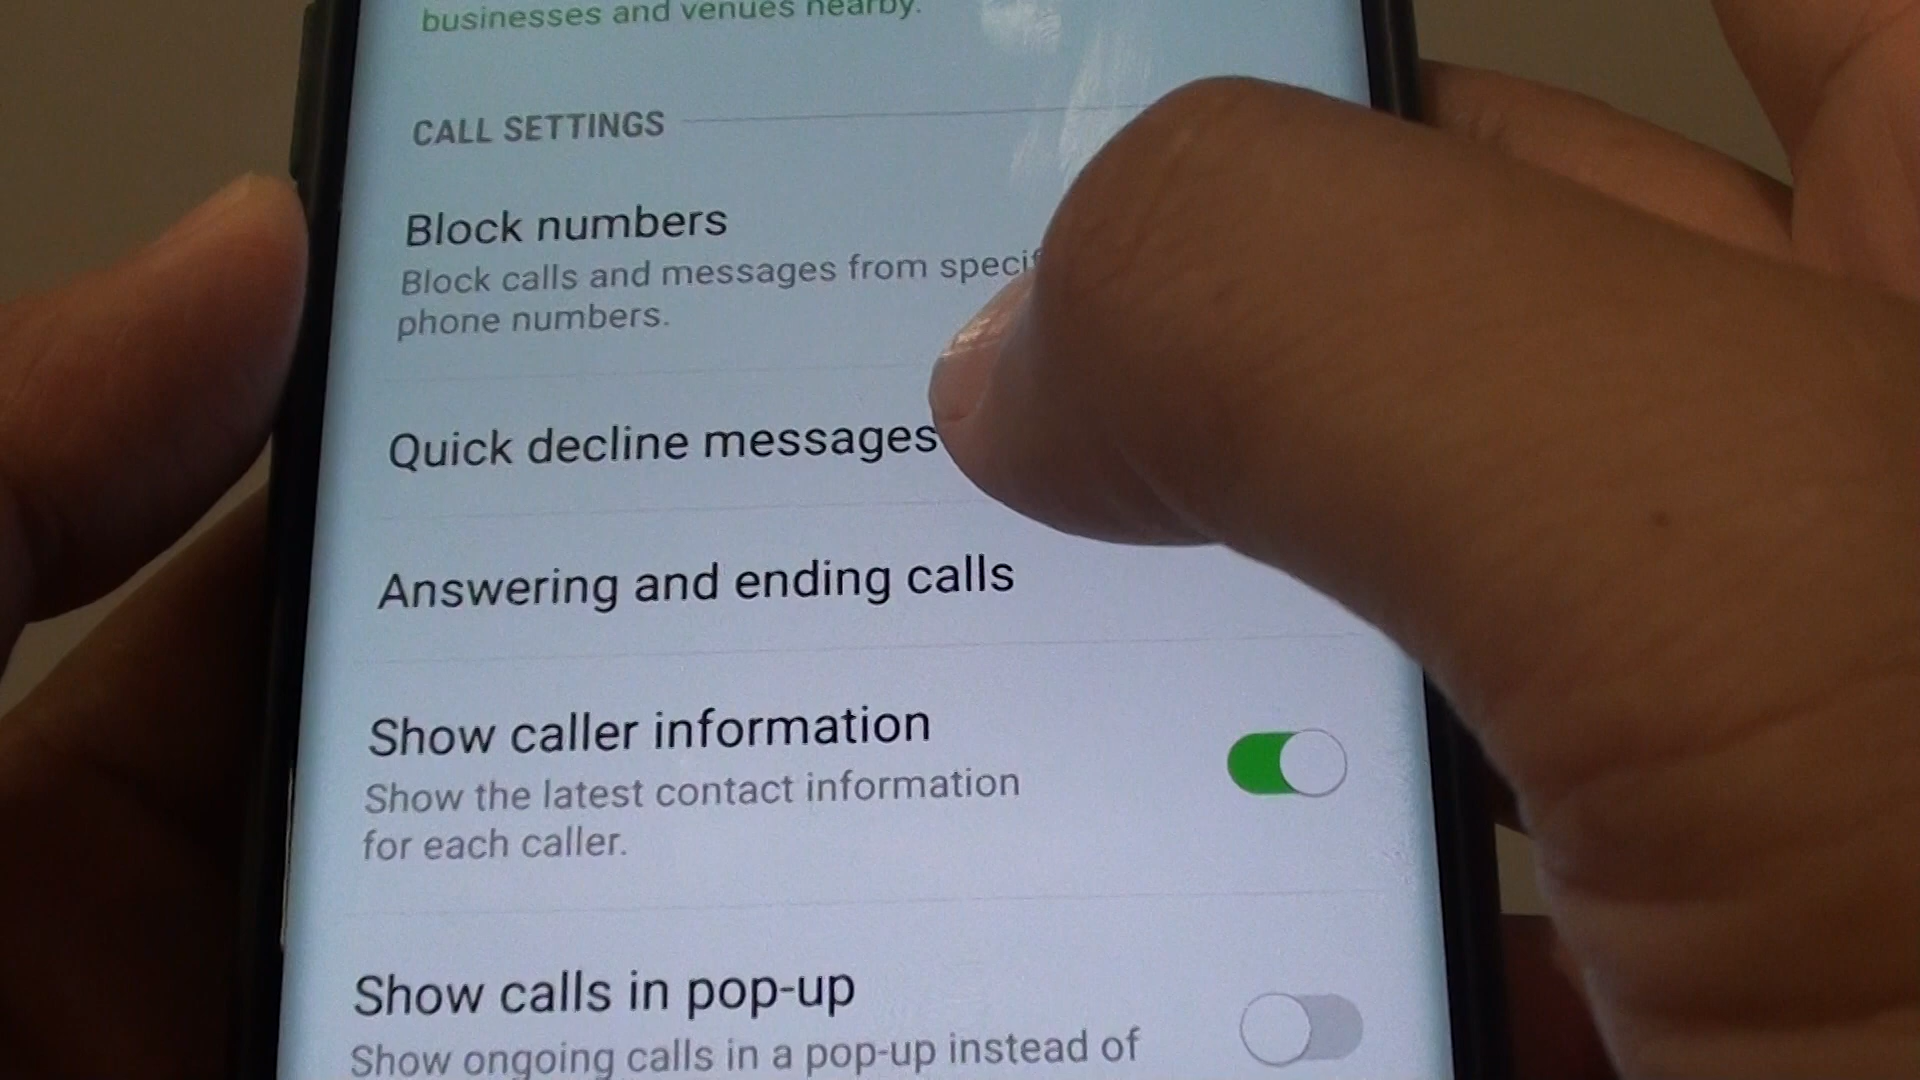 businesses and venues nearby.
CALL SETTINGS
Block numbers
Block calls and messages from
phone numbers.
Quick decline messages
Answering and ending calls
Show caller information
Show the latest contact information
for each caller.
Show calls in pop-up
Show ongoing calls in a pop-up instead of